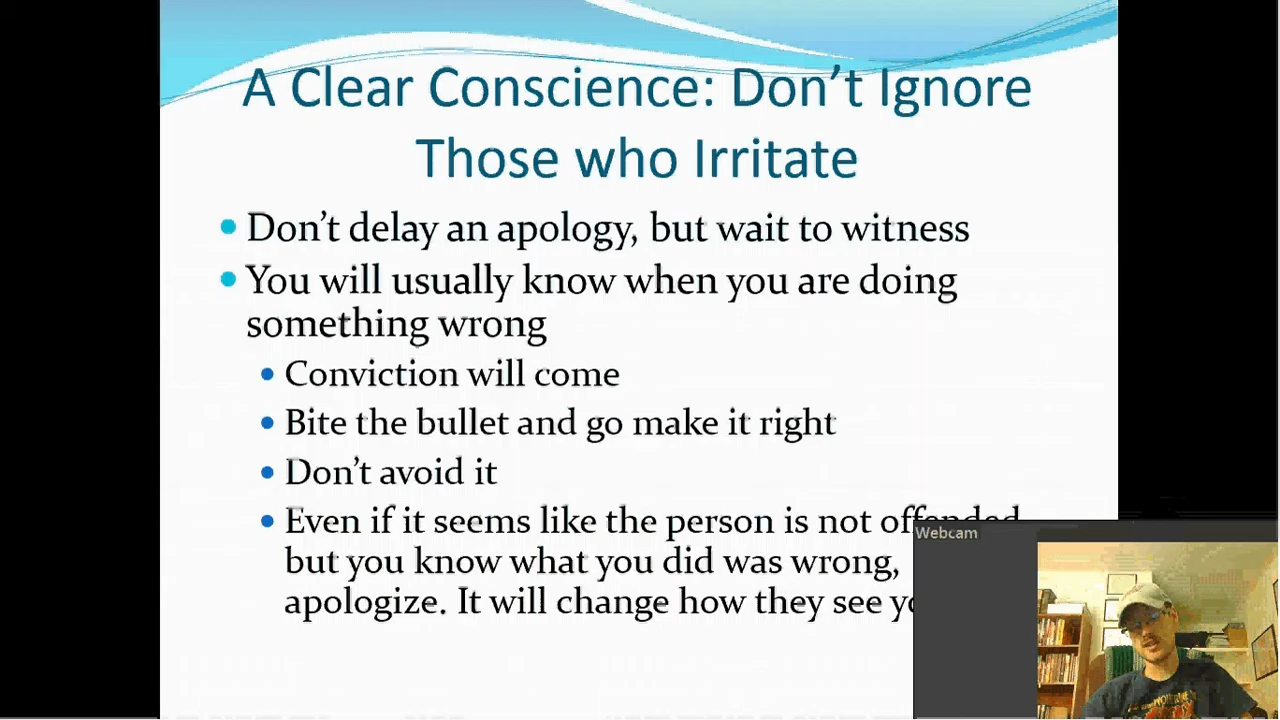 A Clear Conscience: Don't Ignore
Those who Irritate
Don't delay an apology, but wait to witness
You will usually know when you are doing
something wrong
Conviction will come
Bite the bullet and go make it right
Don't avoid it
Even if it seems like the person is not offended
but you know what you did was wrong,
apologize. It will change how they see
Webcam